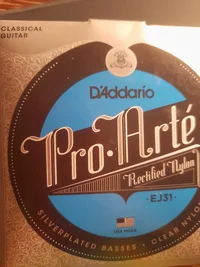 CLASSICAL
GUITAR
D'Addario
Pro·Arté
Rectified Nylon
·EJ31·
SILVERPLATED BASSES · CLEAR NYLON